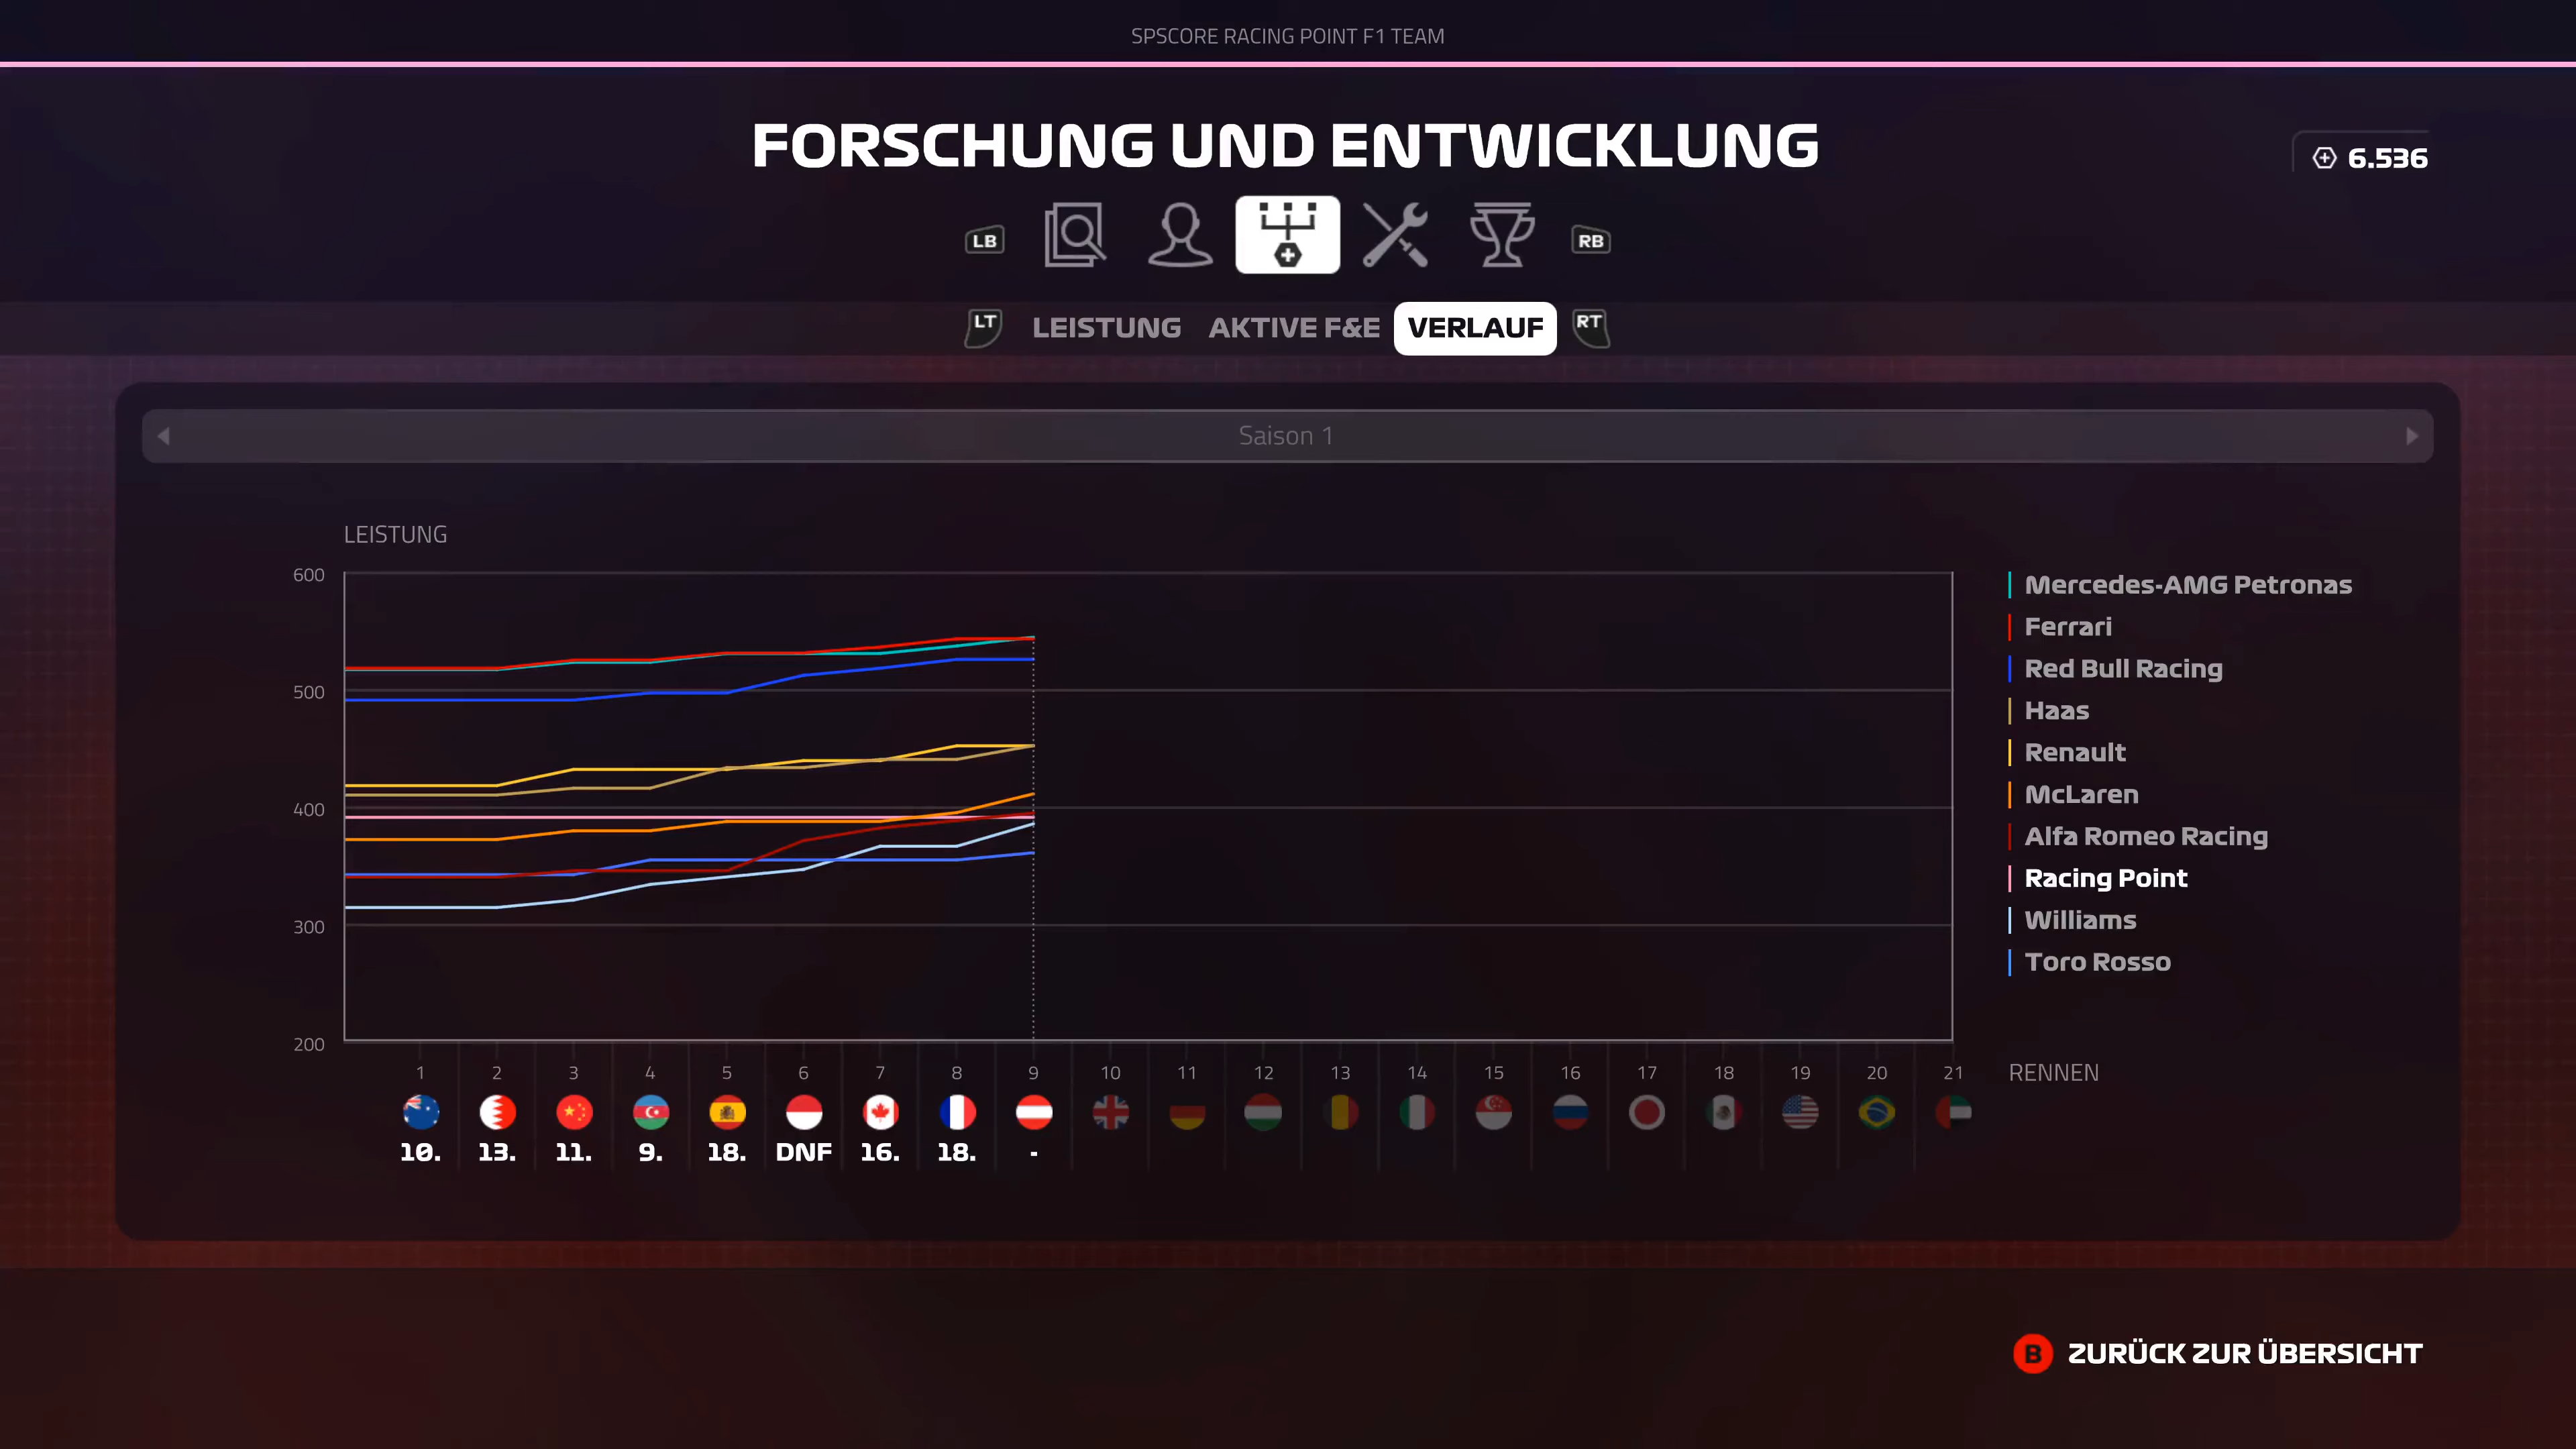 SPSCORE RACING POINT F1 TEAM
FORSCHUNG UND ENTWICKLUNG
6.536
LB
RB
LT LEISTUNG AKTIVE F&E VERLAUF RT
Saison 1
LEISTUNG
600
500
400
300
200
Mercedes-AMG Petronas
Ferrari
Red Bull Racing
Haas
Renault
McLaren
Alfa Romeo Racing
Racing Point
Williams
Toro Rosso
1 2 3 4 5 6 7 8 9 10 11 12 13 14 15 16 17 18 19 20 21 RENNEN
10. 13. 11. 9. 18. DNF 16. 18. -
B ZURÜCK ZUR ÜBERSICHT